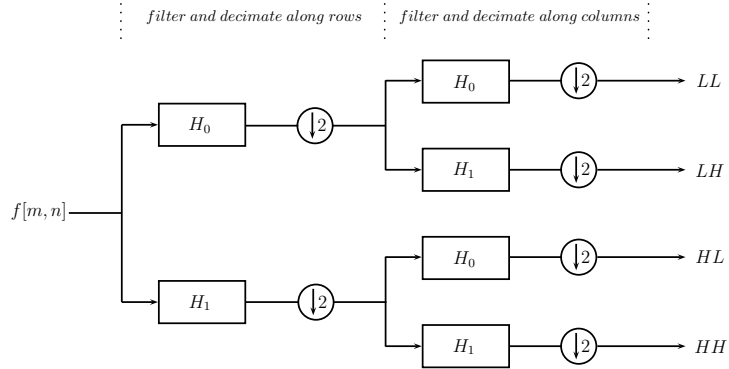 filter and decimate along rows
filter and decimate along columns
H₀
↓2
LL
H₀
↓2
H₁
↓2
LH
f[m, n]
H₀
↓2
HL
H₁
↓2
H₁
↓2
HH